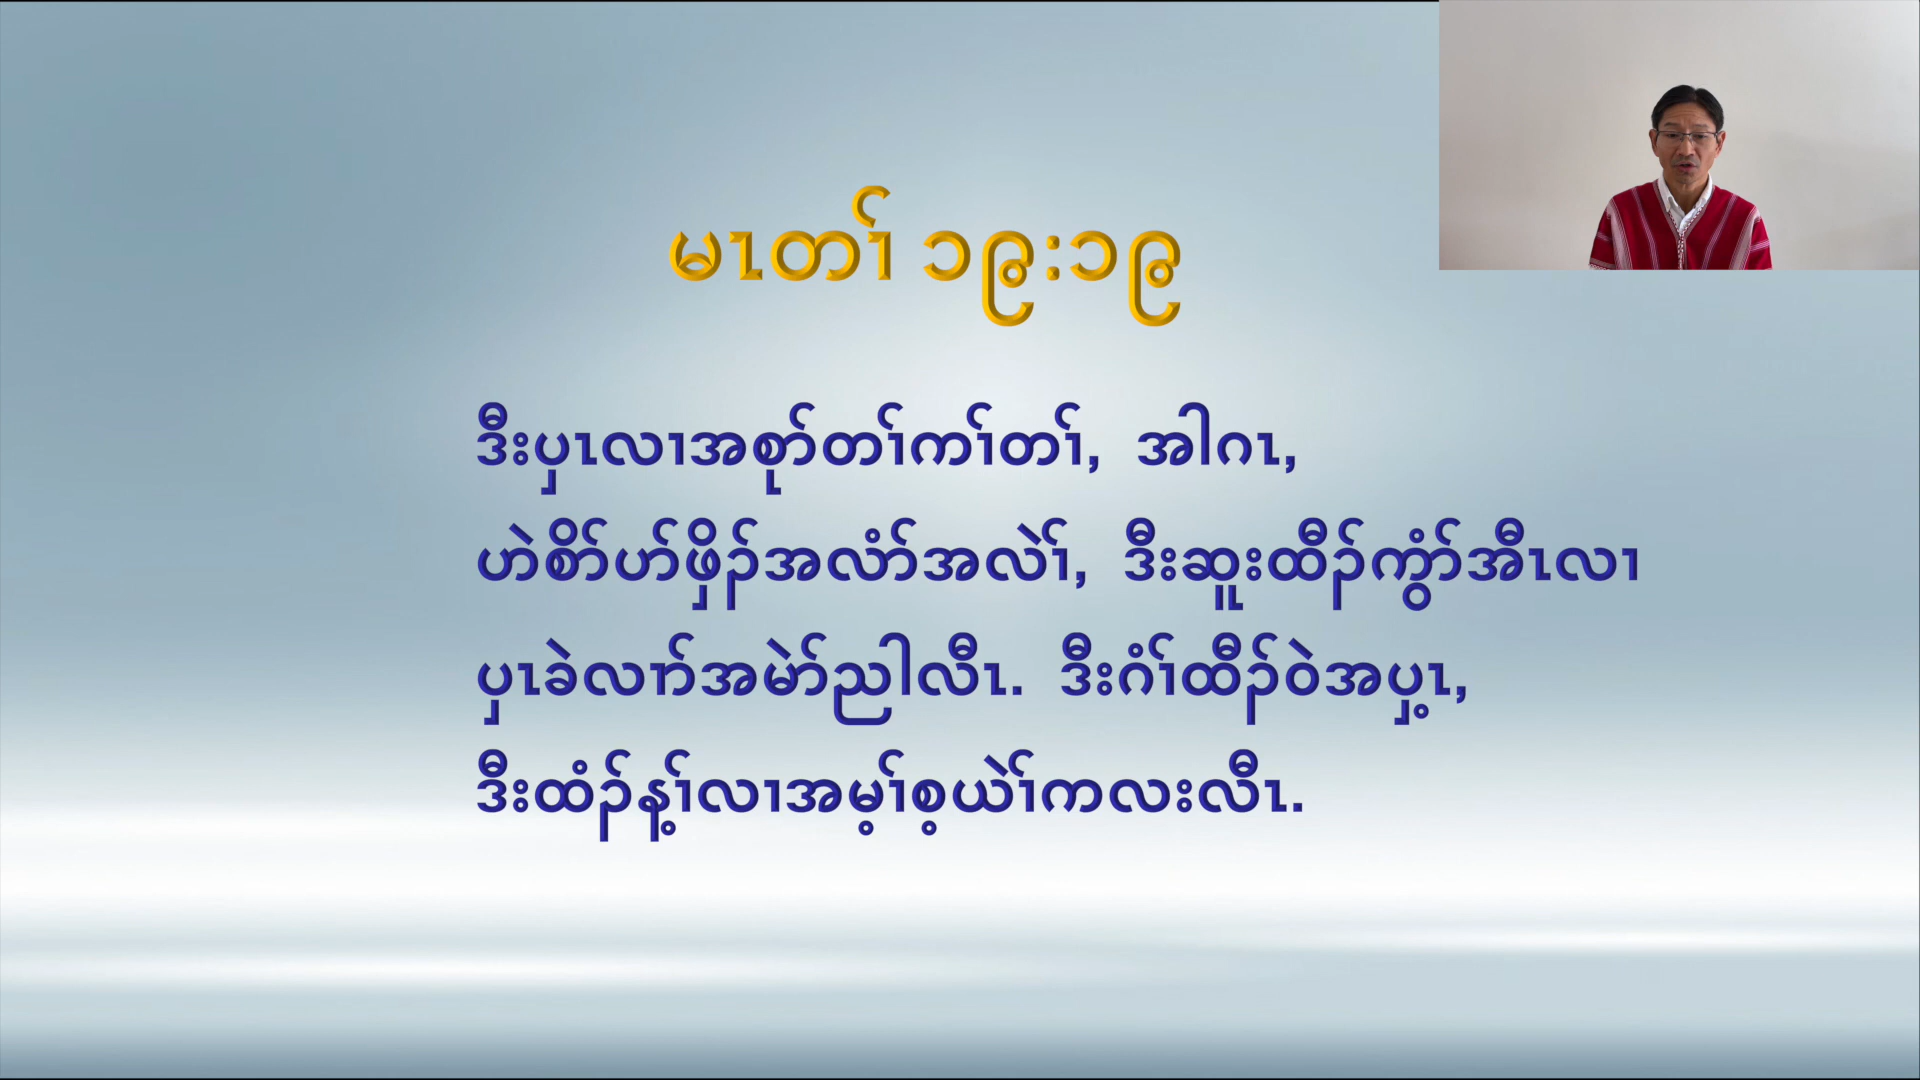 မၤတၢ် ၁၉:၁၉
ဒီးပှၤလၢအစုာ်တၢ်ကၢ်တၢ်, အါဂၤ,
ဟဲစိာ်ဟ်ဖှိၣ်အလံာ်အလဲၢ်, ဒီးဆူးထီၣ်ကွံာ်အီၤလၢ
ပှၤခဲလၢာ်အမဲာ်ညါလီၤ. ဒီးဂံၢ်ထီၣ်ဝဲအပှ့ၤ,
ဒီးထံၣ်န့ၢ်လၢအမ့ၢ်စ့ယဲၢ်ကလးလီၤ.